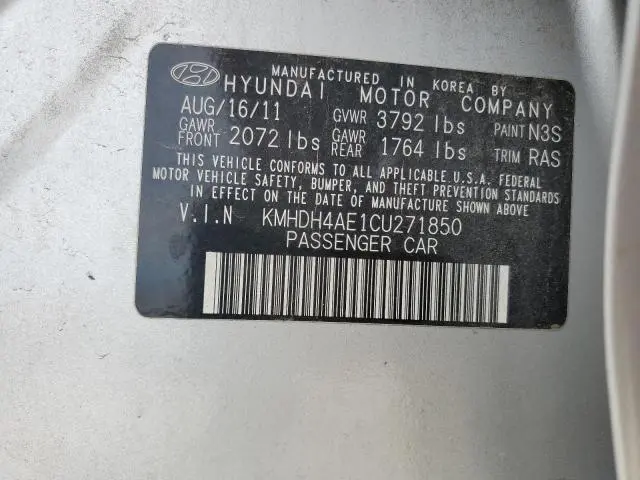 MANUFACTURED IN KOREA BY
HYUNDAI MOTOR COMPANY
AUG/16/11 GVWR 3792 lbs PAINT N3S
GAWR FRONT 2072 lbs GAWR REAR 1764 lbs TRIM RAS
THIS VEHICLE CONFORMS TO ALL APPLICABLE U.S.A. FEDERAL
MOTOR VEHICLE SAFETY, BUMPER, AND THEFT PREVENTION STANDARDS
IN EFFECT ON THE DATE OF MANUFACTURE SHOWN ABOVE
V.I.N KMHDH4AE1CU271850
PASSENGER CAR